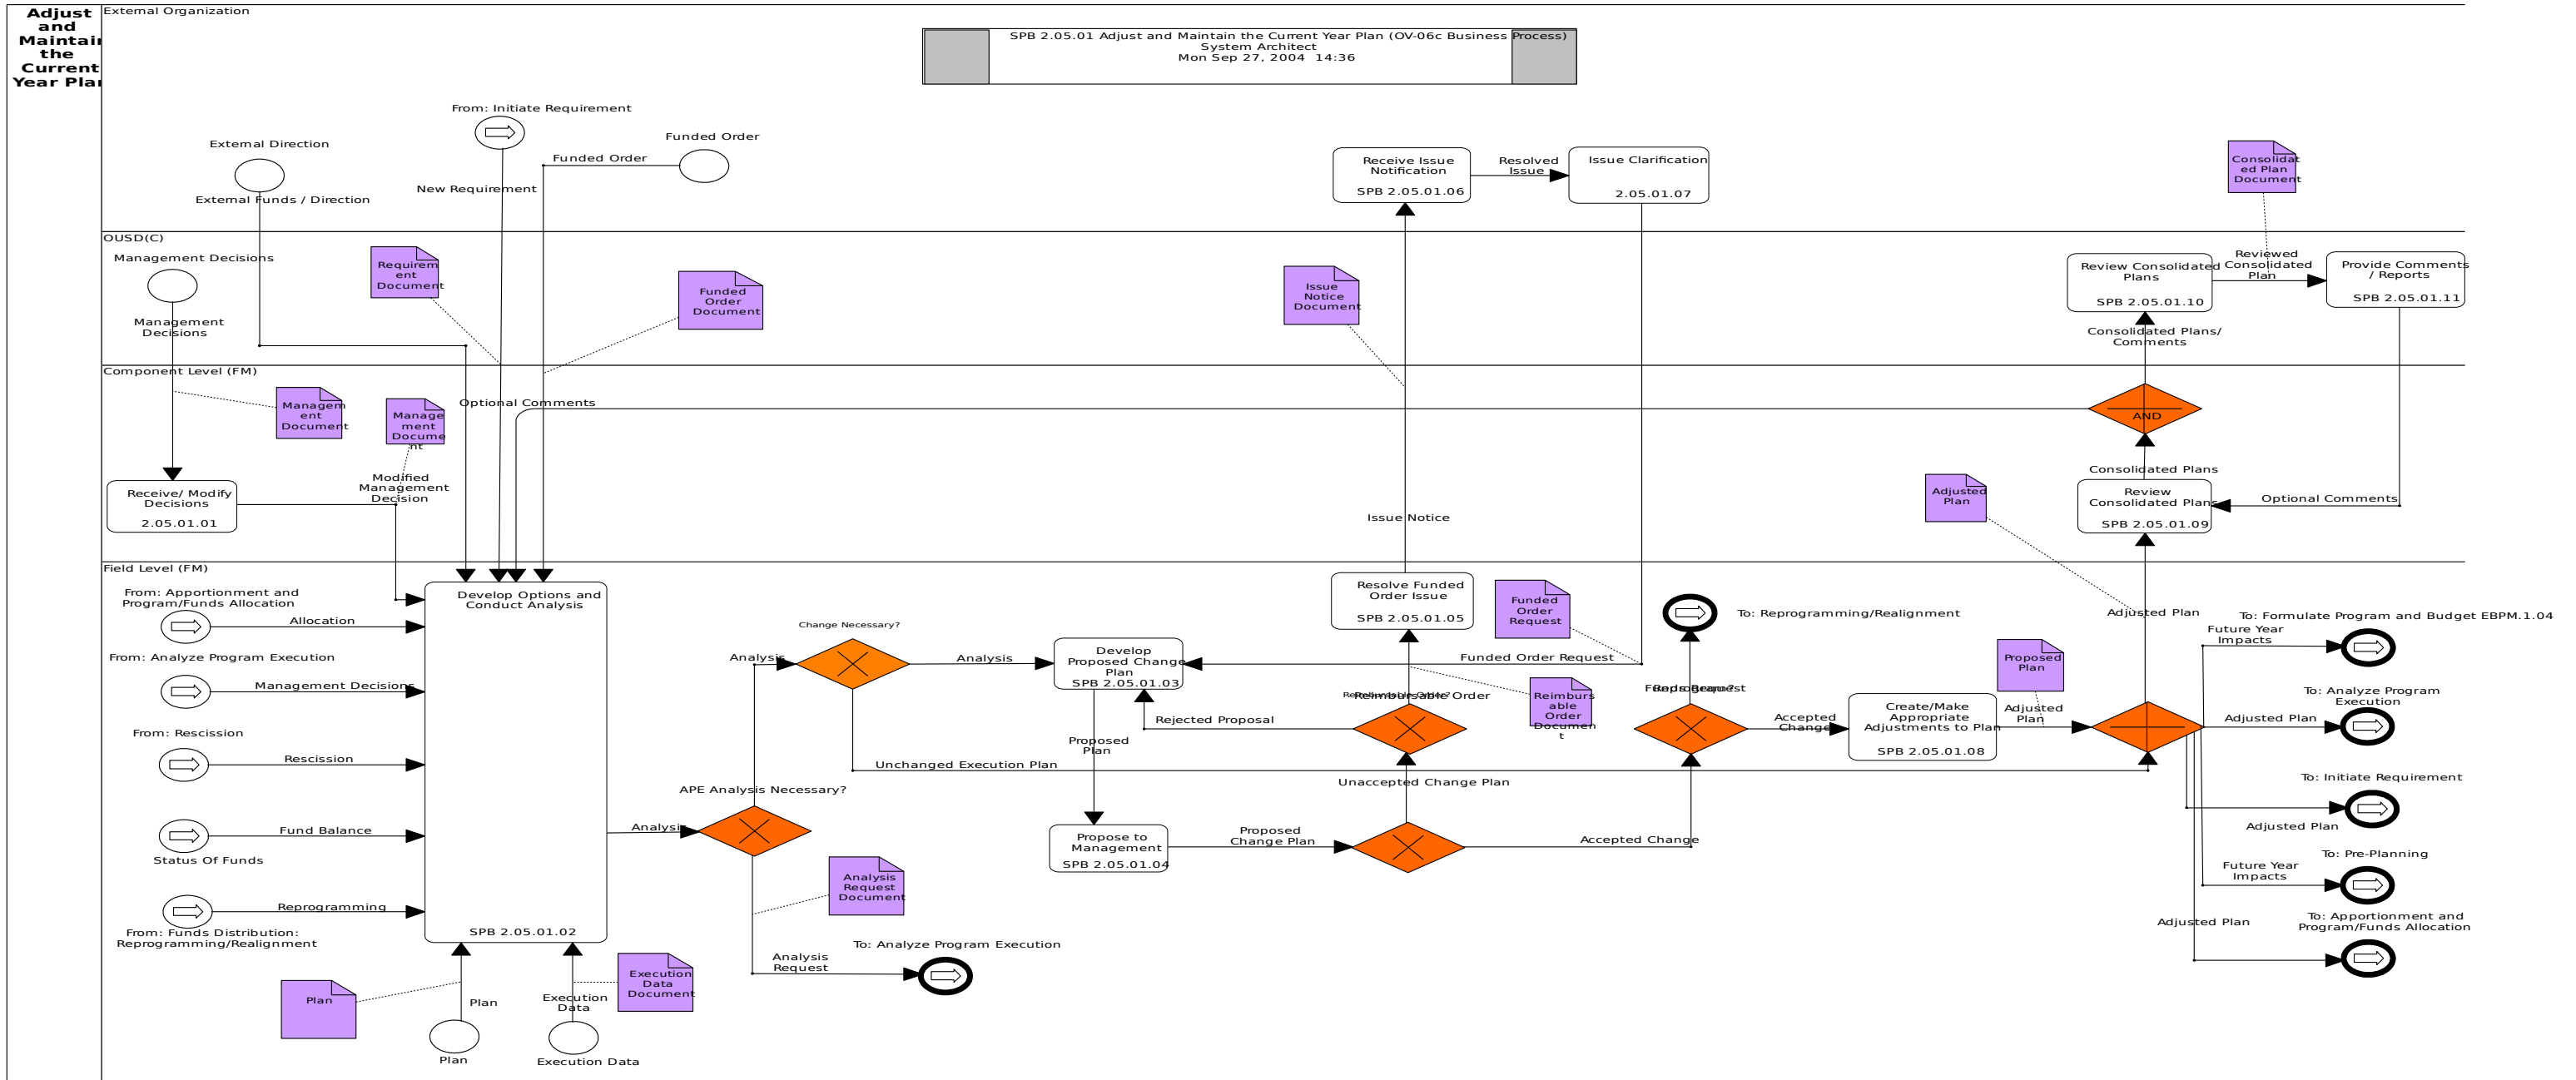 Adjust
and
Maintain
the
Current
Year Plan
External Organization
SPB 2.05.01 Adjust and Maintain the Current Year Plan (OV-06c Business Process)
System Architect
Mon Sep 27, 2004  14:36
From: Initiate Requirement
External Direction
Funded Order
Funded Order
New Requirement
External Funds / Direction
Receive Issue
Notification
SPB 2.05.01.06
Resolved
Issue
Issue Clarification
2.05.01.07
Consolidat
ed Plan
Document
OUSD(C)
Management Decisions
Management
Decisions
Requirem
ent
Document
Funded
Order
Document
Issue
Notice
Document
Review Consolidated
Plans
SPB 2.05.01.10
Reviewed
Consolidated
Plan
Provide Comments
/ Reports
SPB 2.05.01.11
Consolidated Plans/
Comments
Component Level (FM)
Managem
ent
Document
Manage
ment
Docume
nt
Optional Comments
AND
Modified
Management
Decision
Receive/ Modify
Decisions
2.05.01.01
Issue Notice
Adjusted
Plan
Consolidated Plans
Review
Consolidated Plans
SPB 2.05.01.09
Optional Comments
Field Level (FM)
From: Apportionment and
Program/Funds Allocation
Allocation
From: Analyze Program Execution
Management Decisions
From: Rescission
Rescission
Fund Balance
Status Of Funds
Reprogramming
From: Funds Distribution:
Reprogramming/Realignment
Develop Options and
Conduct Analysis
SPB 2.05.01.02
Plan
Plan
Plan
Execution
Data
Execution
Data
Document
Execution Data
Analysis
APE Analysis Necessary?
Analysis
Change Necessary?
Analysis
Analysis
Request
Document
Analysis
Request
To: Analyze Program Execution
Unchanged Execution Plan
Develop
Proposed Change
Plan
SPB 2.05.01.03
Proposed
Plan
Rejected Proposal
Propose to
Management
SPB 2.05.01.04
Proposed
Change Plan
Unaccepted Change Plan
Accepted Change
Resolve Funded
Order Issue
SPB 2.05.01.05
Funded
Order
Request
Funded Order Request
Reimbursable Order
Reimburs
able
Order
Documen
t
To: Reprogramming/Realignment
Accepted
Change
Create/Make
Appropriate
Adjustments to Plan
SPB 2.05.01.08
Proposed
Plan
Adjusted
Plan
Adjusted Plan
To: Formulate Program and Budget EBPM.1.04
Future Year
Impacts
To: Analyze Program
Execution
Adjusted Plan
To: Initiate Requirement
Adjusted Plan
To: Pre-Planning
Future Year
Impacts
To: Apportionment and
Program/Funds Allocation
Adjusted Plan